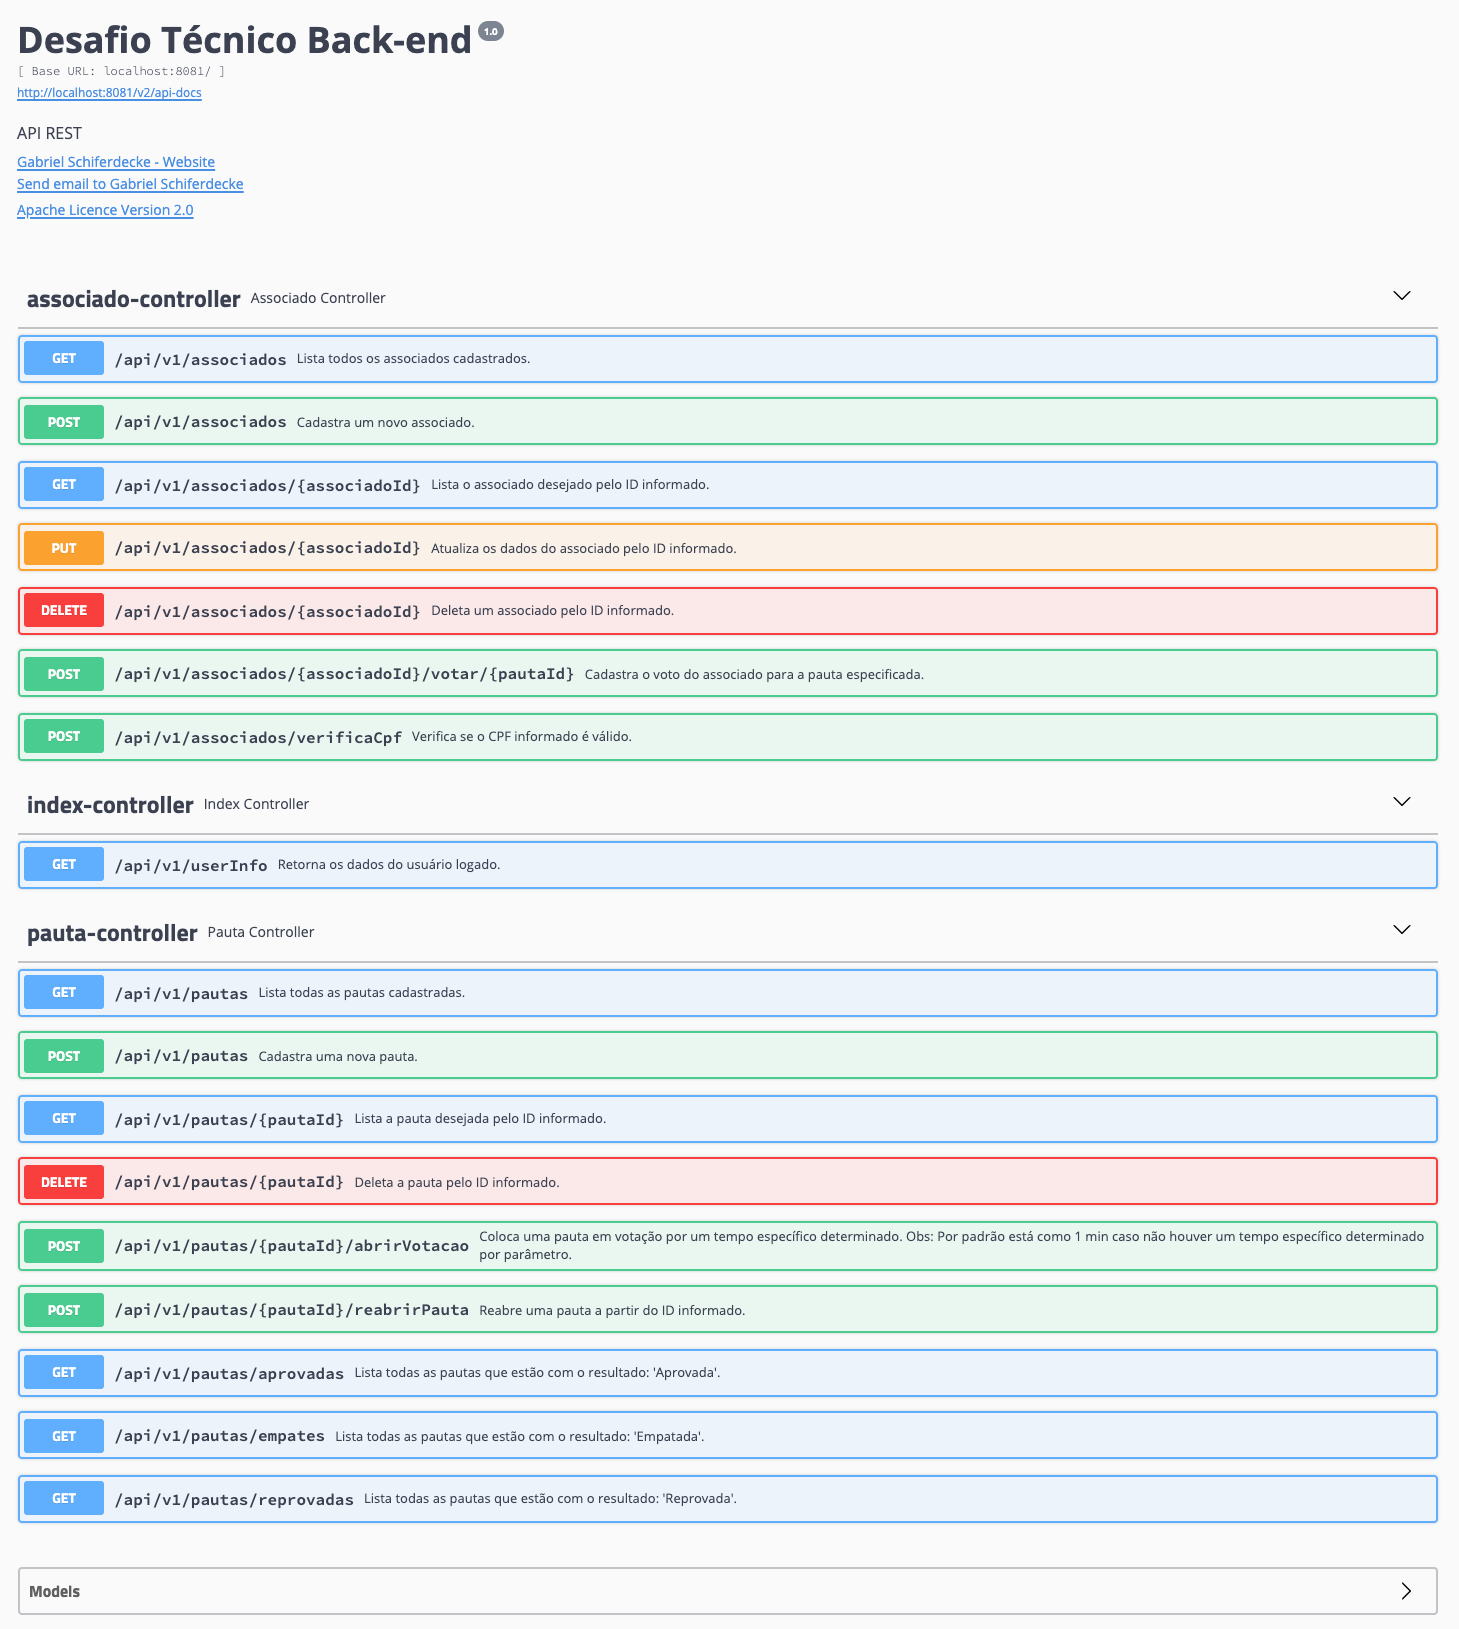 Desafio Técnico Back-end 1.0
[ Base URL: localhost:8081/ ]
http://localhost:8081/v2/api-docs
API REST
Gabriel Schiferdecke - Website
Send email to Gabriel Schiferdecke
Apache Licence Version 2.0
associado-controller Associado Controller
GET /api/v1/associados Lista todos os associados cadastrados.
POST /api/v1/associados Cadastra um novo associado.
GET /api/v1/associados/{associadoId} Lista o associado desejado pelo ID informado.
PUT /api/v1/associados/{associadoId} Atualiza os dados do associado pelo ID informado.
DELETE /api/v1/associados/{associadoId} Deleta um associado pelo ID informado.
POST /api/v1/associados/{associadoId}/votar/{pautaId} Cadastra o voto do associado para a pauta especificada.
POST /api/v1/associados/verificaCpf Verifica se o CPF informado é válido.
index-controller Index Controller
GET /api/v1/userInfo Retorna os dados do usuário logado.
pauta-controller Pauta Controller
GET /api/v1/pautas Lista todas as pautas cadastradas.
POST /api/v1/pautas Cadastra uma nova pauta.
GET /api/v1/pautas/{pautaId} Lista a pauta desejada pelo ID informado.
DELETE /api/v1/pautas/{pautaId} Deleta a pauta pelo ID informado.
POST /api/v1/pautas/{pautaId}/abrirVotacao Coloca uma pauta em votação por um tempo específico determinado. Obs: Por padrão está como 1 min caso não houver um tempo específico determinado
por parâmetro.
POST /api/v1/pautas/{pautaId}/reabrirPauta Reabre uma pauta a partir do ID informado.
GET /api/v1/pautas/aprovadas Lista todas as pautas que estão com o resultado: 'Aprovada'.
GET /api/v1/pautas/empates Lista todas as pautas que estão com o resultado: 'Empatada'.
GET /api/v1/pautas/reprovadas Lista todas as pautas que estão com o resultado: 'Reprovada'.
Models